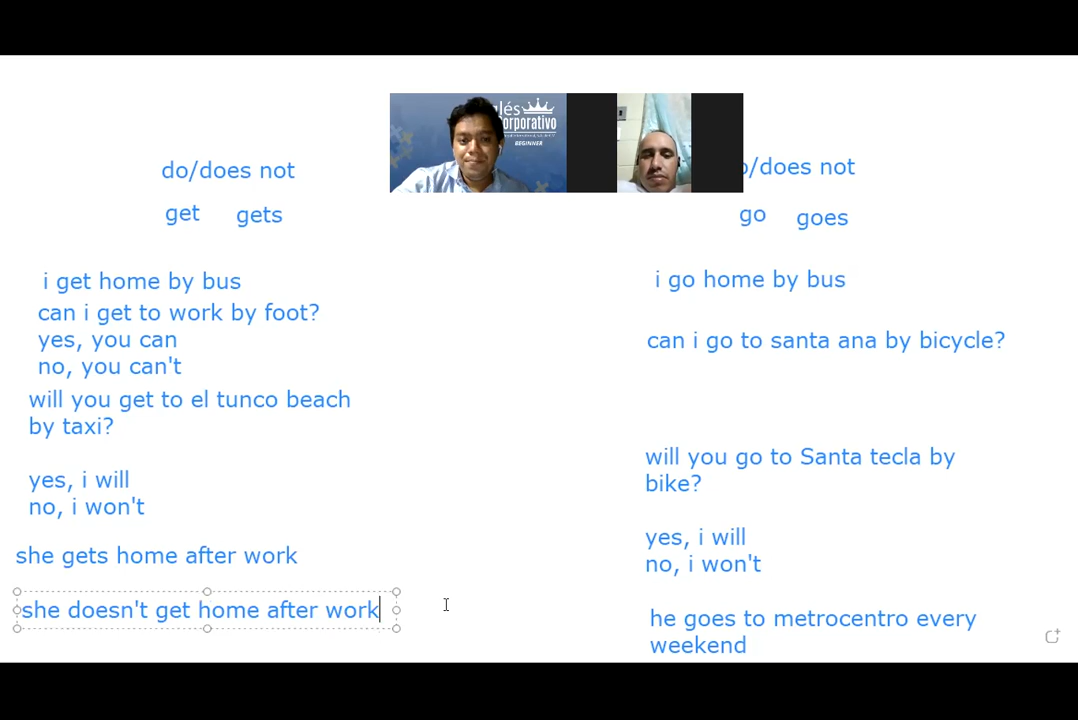 glés
orporativo
BEGINNER
do/does not
get gets
i get home by bus
can i get to work by foot?
yes, you can
no, you can't
will you get to el tunco beach
by taxi?
yes, i will
no, i won't
she gets home after work
she doesn't get home after work
o/does not
go goes
i go home by bus
can i go to santa ana by bicycle?
will you go to Santa tecla by
bike?
yes, i will
no, i won't
he goes to metrocentro every
weekend